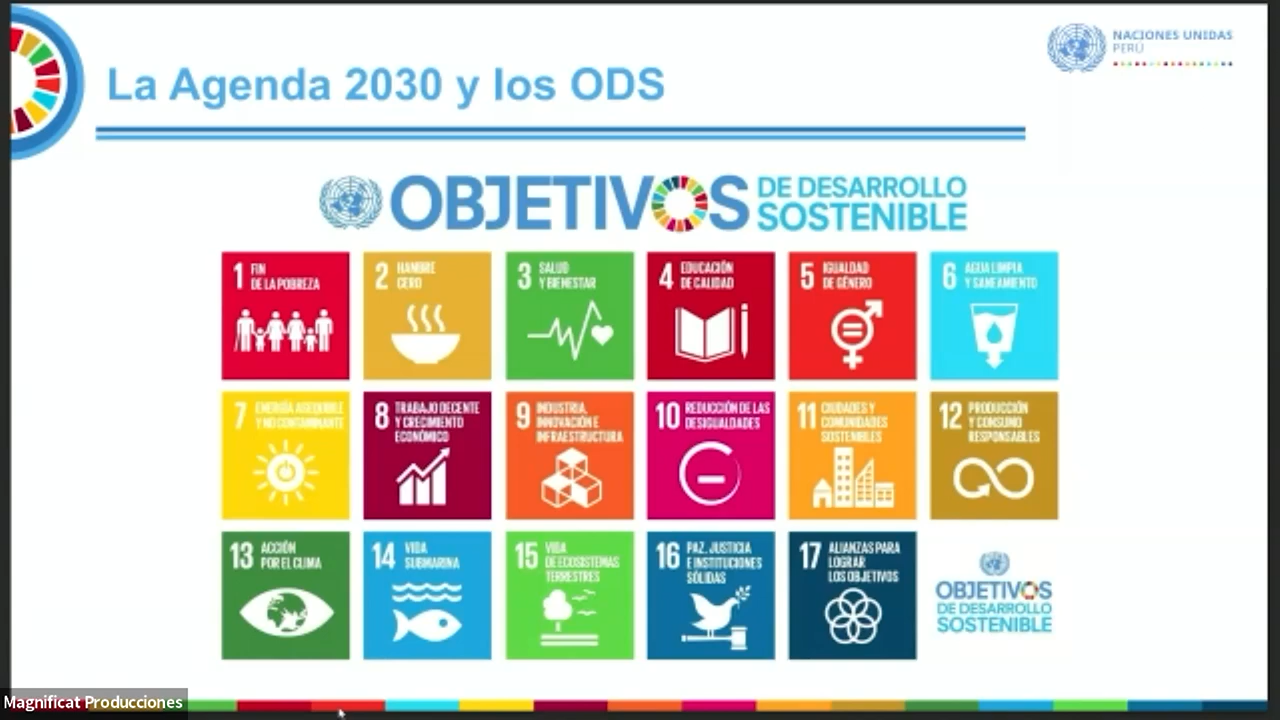 NACIONES UNIDAS
PERÚ
La Agenda 2030 y los ODS
OBJETIVOS
DE DESARROLLO
SOSTENIBLE
1 FIN
DE LA POBREZA
2 HAMBRE
CERO
3 SALUD
Y BIENESTAR
4 EDUCACIÓN
DE CALIDAD
5 IGUALDAD
DE GÉNERO
6 AGUA LIMPIA
Y SANEAMIENTO
7 ENERGÍA ASEQUIBLE
Y NO CONTAMINANTE
8 TRABAJO DECENTE
Y CRECIMIENTO
ECONÓMICO
9 INDUSTRIA,
INNOVACIÓN E
INFRAESTRUCTURA
10 REDUCCIÓN DE LAS
DESIGUALDADES
11 CIUDADES Y
COMUNIDADES
SOSTENIBLES
12 PRODUCCIÓN
Y CONSUMO
RESPONSABLES
13 ACCIÓN
POR EL CLIMA
14 VIDA
SUBMARINA
15 VIDA
DE ECOSISTEMAS
TERRESTRES
16 PAZ, JUSTICIA
E INSTITUCIONES
SÓLIDAS
17 ALIANZAS PARA
LOGRAR
LOS OBJETIVOS
OBJETIVOS
DE DESARROLLO
SOSTENIBLE
Magnificat Producciones